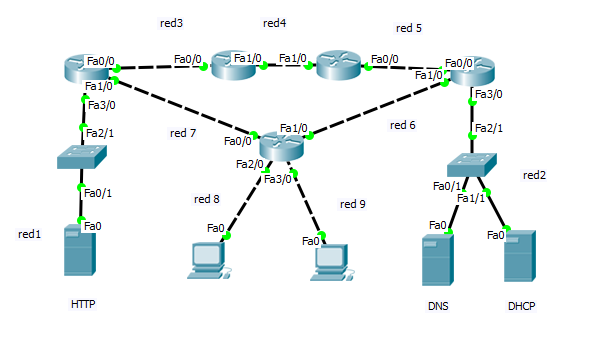 red3
red4
red 5
Fa0/0
Fa0/0
Fa1/0
Fa1/0
Fa0/0
Fa0/0
Fa1/0
Fa1/0
Fa3/0
Fa3/0
Fa2/1
red 7
Fa0/0
Fa1/0
red 6
Fa2/1
Fa2/0
Fa3/0
Fa0/1
red 8
red 9
Fa0/1
Fa1/1
red2
red1
Fa0
Fa0
Fa0
Fa0
Fa0
HTTP
DNS
DHCP